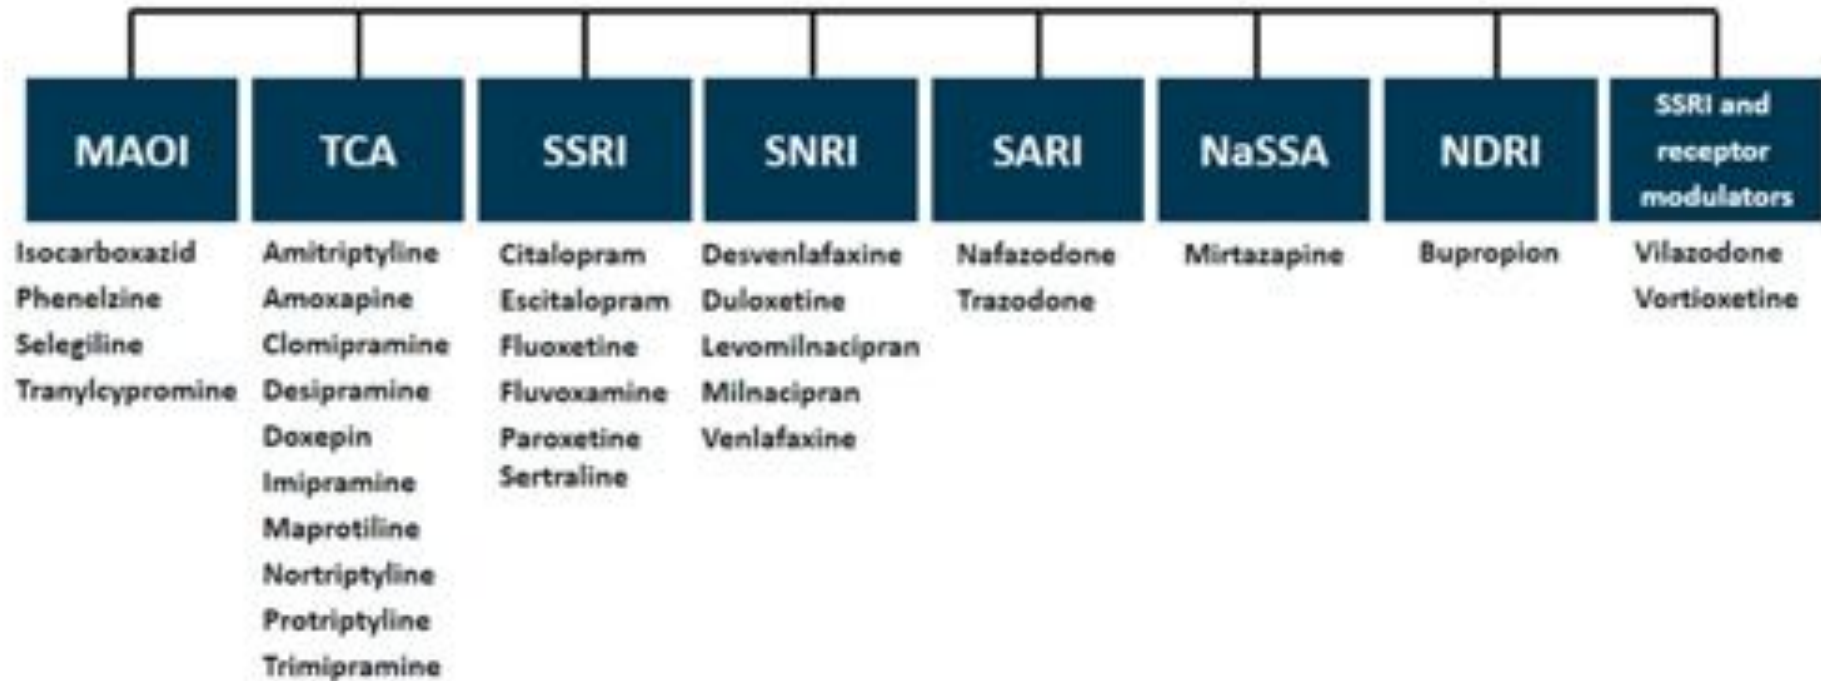 MAOI
TCA
SSRI
SNRI
SARI
NaSSA
NDRI
SSRI and
receptor
modulators
Isocarboxazid
Phenelzine
Selegiline
Tranylcypromine
Amitriptyline
Amoxapine
Clomipramine
Desipramine
Doxepin
Imipramine
Maprotiline
Nortriptyline
Protriptyline
Trimipramine
Citalopram
Escitalopram
Fluoxetine
Fluvoxamine
Paroxetine
Sertraline
Desvenlafaxine
Duloxetine
Levomilnacipran
Milnacipran
Venlafaxine
Nafazodone
Trazodone
Mirtazapine
Bupropion
Vilazodone
Vortioxetine